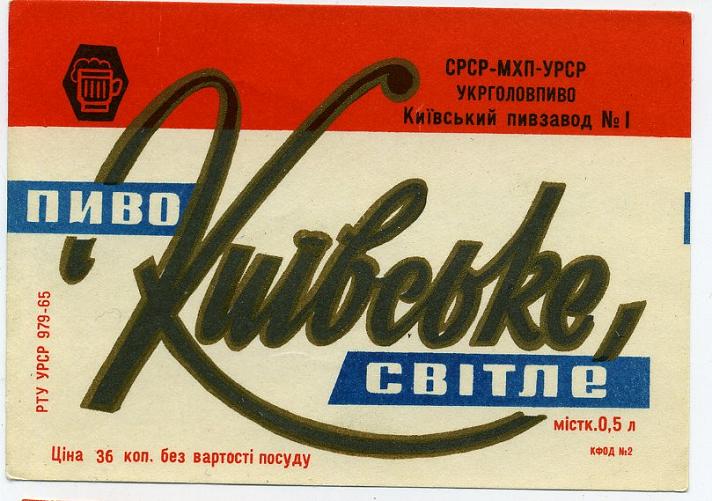 СРСР-МХП-УРСР
УКРГОЛОВПИВО
Київський пивзавод №1
ПИВО
Київське,
СВІТЛЕ
містк.0,5 л
РТУ УРСР 979-65
Ціна 36 коп. без вартості посуду
КФОД №2